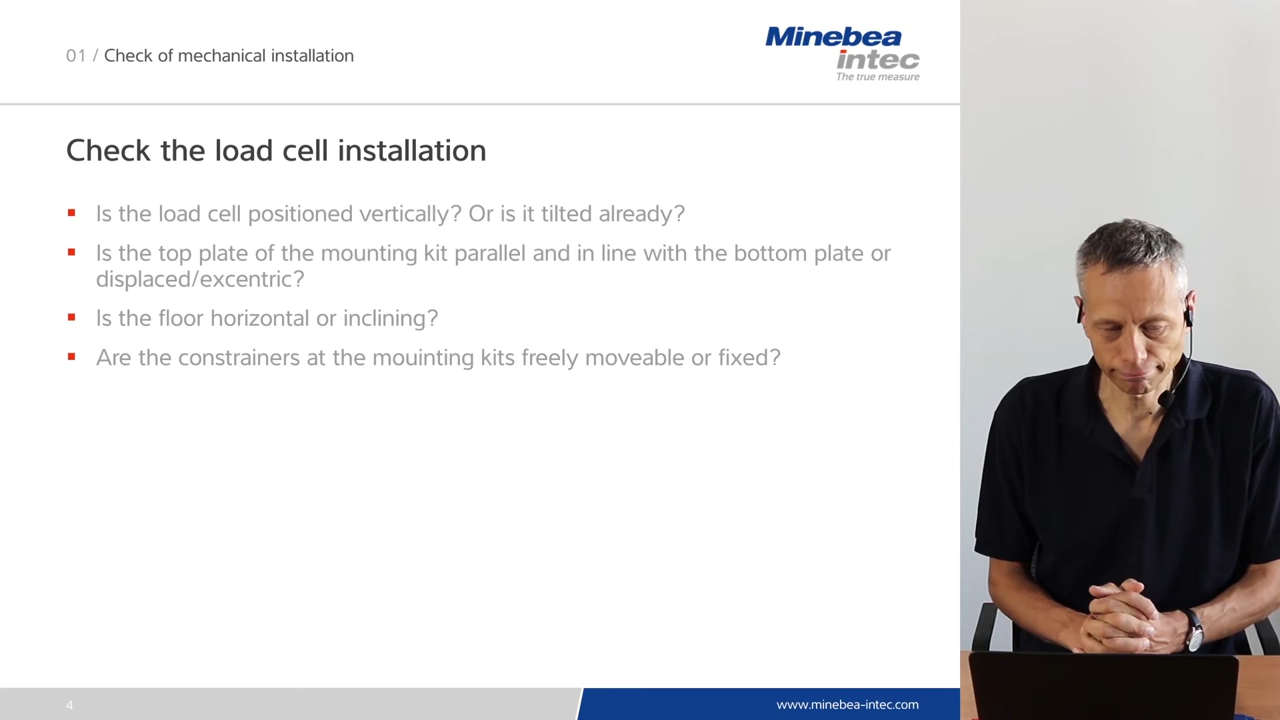 01 / Check of mechanical installation
Minebea
intec
The true measure
Check the load cell installation
Is the load cell positioned vertically? Or is it tilted already?
Is the top plate of the mounting kit parallel and in line with the bottom plate or
displaced/excentric?
Is the floor horizontal or inclining?
Are the constrainers at the mouinting kits freely moveable or fixed?
4
www.minebea-intec.com